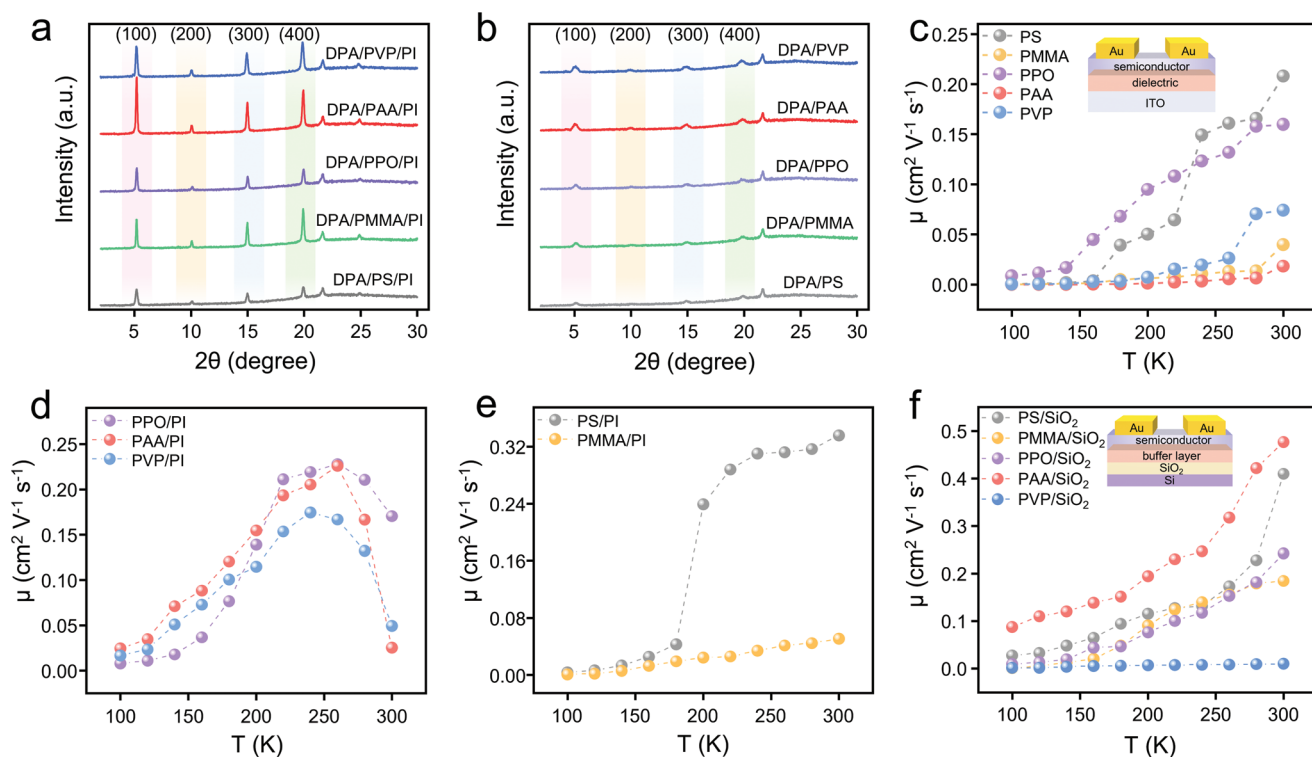 a
(100) (200) (300) (400)
DPA/PVP/PI
DPA/PAA/PI
DPA/PPO/PI
DPA/PMMA/PI
DPA/PS/PI
Intensity (a.u.)
5 10 15 20 25 30
2θ (degree)
b
(100) (200) (300) (400)
DPA/PVP
DPA/PAA
DPA/PPO
DPA/PMMA
DPA/PS
Intensity (a.u.)
5 10 15 20 25 30
2θ (degree)
c
PS
PMMA
PPO
PAA
PVP
Au Au
semiconductor
dielectric
ITO
0.25
0.20
0.15
0.10
0.05
0.00
μ (cm² V⁻¹ s⁻¹)
100 150 200 250 300
T (K)
d
PPO/PI
PAA/PI
PVP/PI
0.25
0.20
0.15
0.10
0.05
0.00
μ (cm² V⁻¹ s⁻¹)
100 150 200 250 300
T (K)
e
PS/PI
PMMA/PI
0.32
0.24
0.16
0.08
0.00
μ (cm² V⁻¹ s⁻¹)
100 150 200 250 300
T (K)
f
PS/SiO₂
PMMA/SiO₂
PPO/SiO₂
PAA/SiO₂
PVP/SiO₂
Au Au
semiconductor
buffer layer
SiO₂
Si
0.5
0.4
0.3
0.2
0.1
0.0
μ (cm² V⁻¹ s⁻¹)
100 150 200 250 300
T (K)